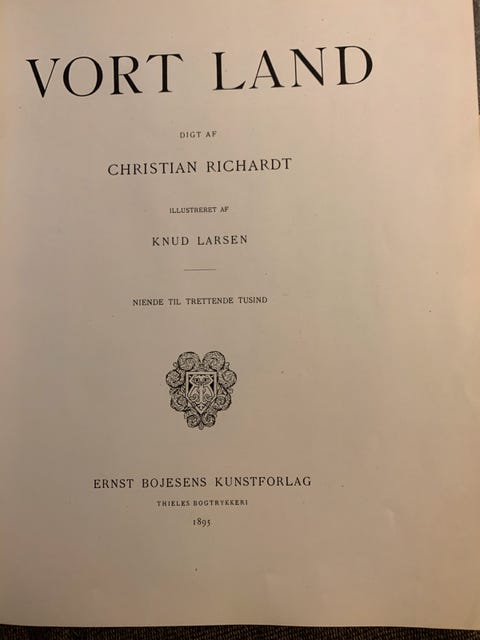 VORT LAND
DIGT AF
CHRISTIAN RICHARDT
ILLUSTRERET AF
KNUD LARSEN
NIENDE TIL TRETTENDE TUSIND
ERNST BOJESENS KUNSTFORLAG
THIELES BOGTRYKKERI
1895